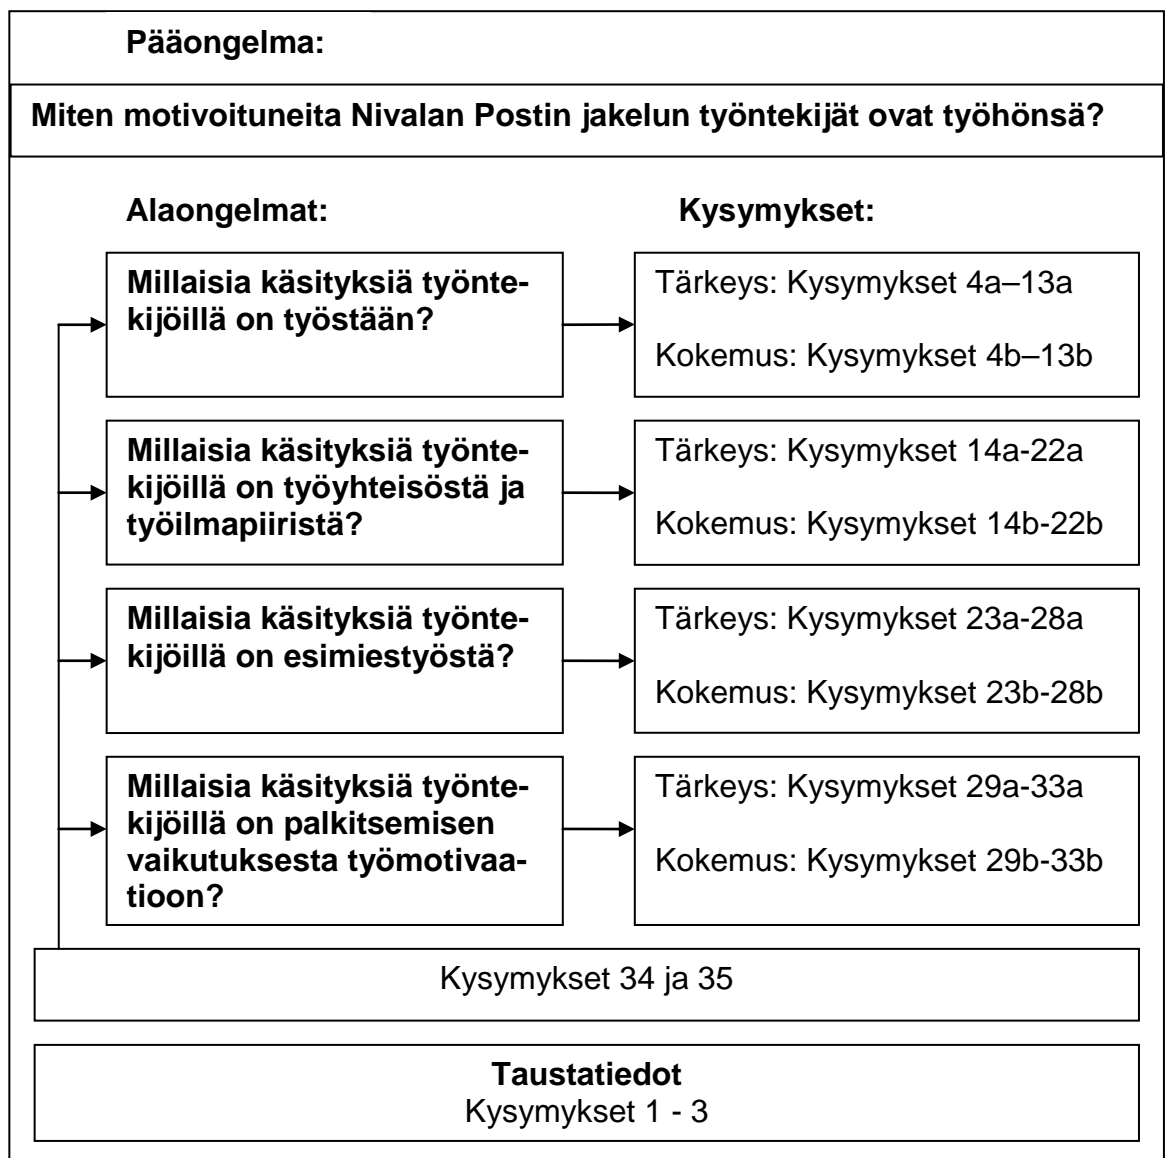 Pääongelma:
Miten motivoituneita Nivalan Postin jakelun työntekijät ovat työhönsä?
Alaongelmat:
Kysymykset:
Millaisia käsityksiä työnte-
kijöillä on työstään?
Tärkeys: Kysymykset 4a–13a
Kokemus: Kysymykset 4b–13b
Millaisia käsityksiä työnte-
kijöillä on työyhteisöstä ja
työilmapiiristä?
Tärkeys: Kysymykset 14a-22a
Kokemus: Kysymykset 14b-22b
Millaisia käsityksiä työnte-
kijöillä on esimiestyöstä?
Tärkeys: Kysymykset 23a-28a
Kokemus: Kysymykset 23b-28b
Millaisia käsityksiä työnte-
kijöillä on palkitsemisen
vaikutuksesta työmotivaa-
tioon?
Tärkeys: Kysymykset 29a-33a
Kokemus: Kysymykset 29b-33b
Kysymykset 34 ja 35
Taustatiedot
Kysymykset 1 - 3